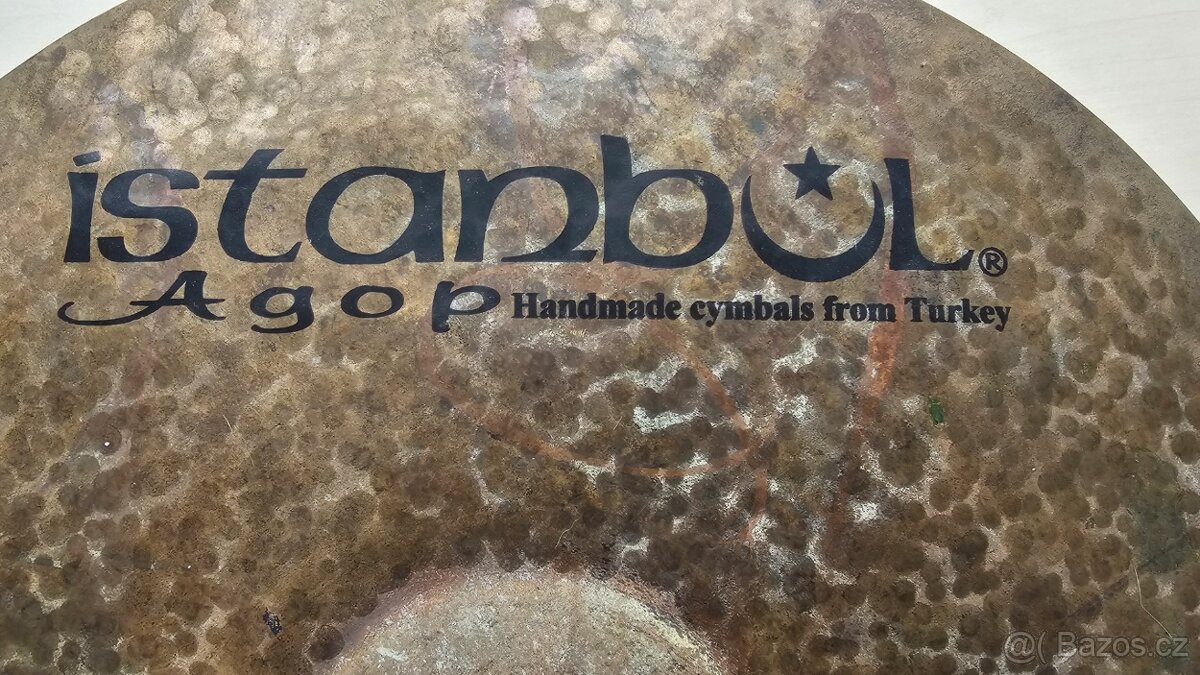 istanbul®
Agop Handmade cymbals from Turkey
@( Bazos.cz